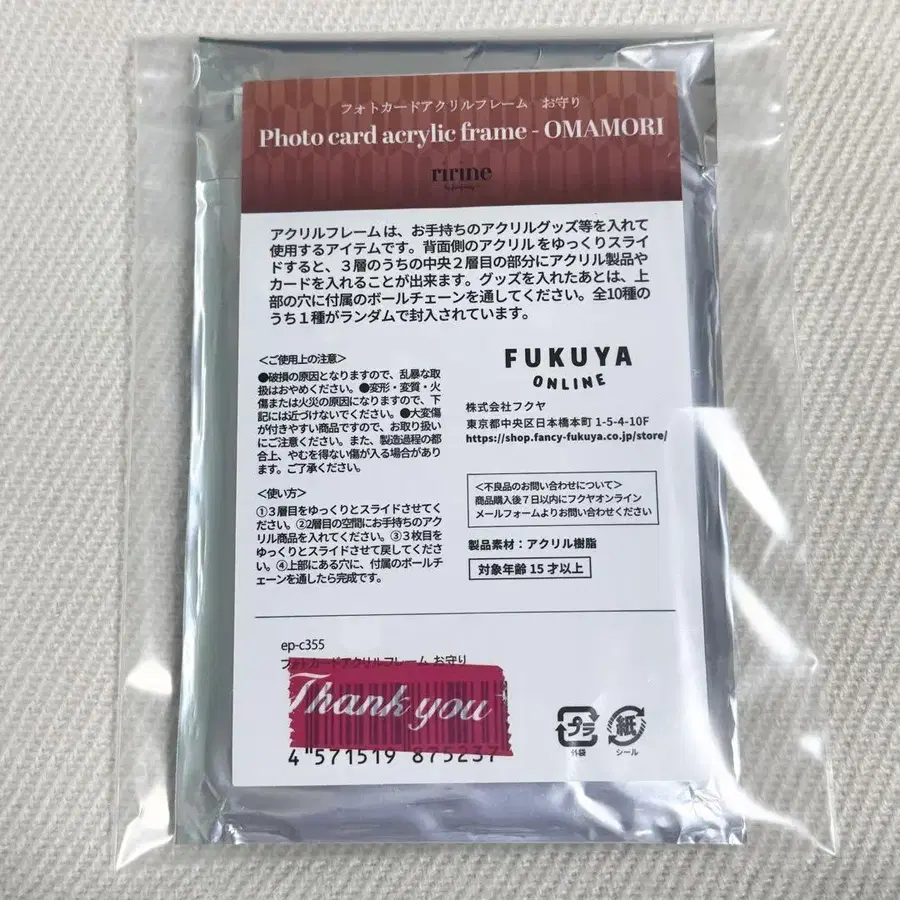 フォトカードアクリルフレーム　お守り
Photo card acrylic frame - OMAMORI
ririne
アクリルフレームは、お手持ちのアクリルグッズ等を入れて
使用するアイテムです。背面側のアクリルをゆっくりスライ
ドすると、３層のうちの中央２層目の部分にアクリル製品や
カードを入れることが出来ます。グッズを入れたあとは、上
部の穴に付属のボールチェーンを通してください。全10種の
うち１種がランダムで封入されています。
＜ご使用上の注意＞
●破損の原因となりますので、乱暴な取
扱はおやめください。●変形・変質・火
傷または火災の原因になりますので、下
記には近づけないでください。●大変傷
が付きやすい商品ですので、お取り扱い
にご注意ください。また、製造過程の都
合上、やむを得ない傷が入る場合があり
ます。ご了承ください。
＜使い方＞
①３層目をゆっくりとスライドさせてく
ださい。②2層目の空間にお手持ちのアク
リル商品を入れてください。③３枚目を
ゆっくりとスライドさせて戻してくださ
い。④上部にある穴に、付属のボールチ
ェーンを通したら完成です。
FUKUYA
ONLINE
株式会社フクヤ
東京都中央区日本橋本町 1-5-4-10F
https://shop.fancy-fukuya.co.jp/store/
＜不良品のお問い合わせについて＞
商品購入後７日以内にフクヤオンライン
メールフォームよりお問い合わせください
製品素材：アクリル樹脂
対象年齢 15 才以上
ep-c355
フォトカードアクリルフレーム お守り
Thank you
4 571519 875237
プラ
外袋
紙
シール